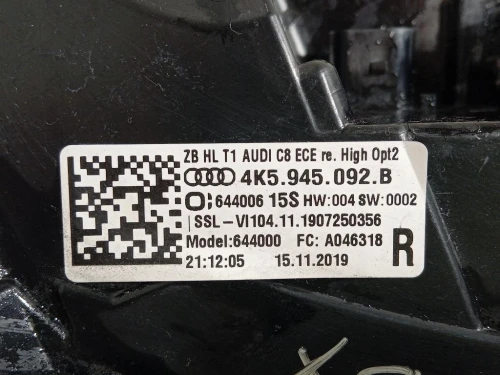 ZB HL T1 AUDI C8 ECE re. High Opt2
4K5.945.092.B
644006 15S HW:004 SW:0002
SSL-VI104.11.1907250356
Model:644000 FC: A046318
21:12:05 15.11.2019 R